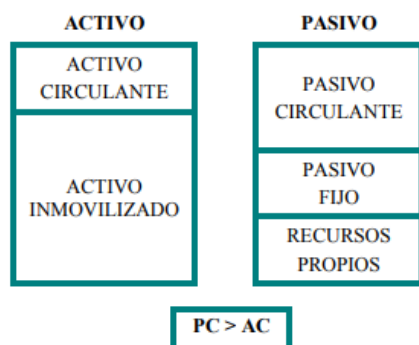 ACTIVO
ACTIVO
CIRCULANTE
ACTIVO
INMOVILIZADO
PASIVO
PASIVO
CIRCULANTE
PASIVO
FIJO
RECURSOS
PROPIOS
PC > AC